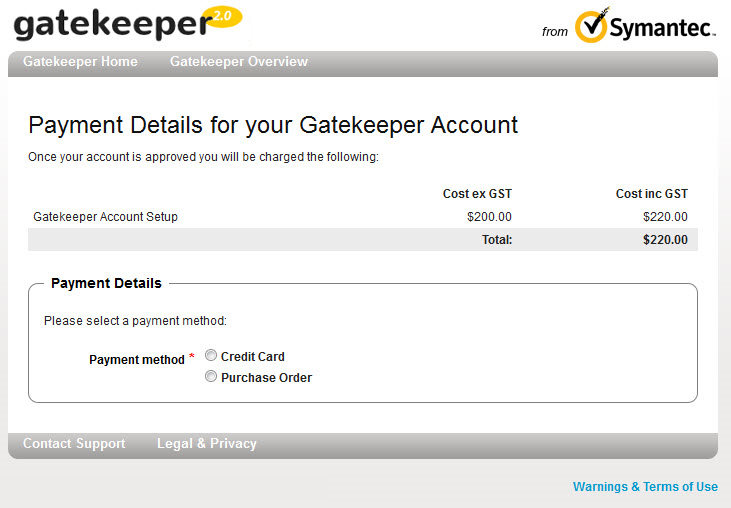 gatekeeper 2.0
from Symantec™
Gatekeeper Home Gatekeeper Overview
Payment Details for your Gatekeeper Account
Once your account is approved you will be charged the following:
Cost ex GST Cost inc GST
Gatekeeper Account Setup $200.00 $220.00
Total: $220.00
Payment Details
Please select a payment method:
Payment method * Credit Card
Purchase Order
Contact Support Legal & Privacy
Warnings & Terms of Use